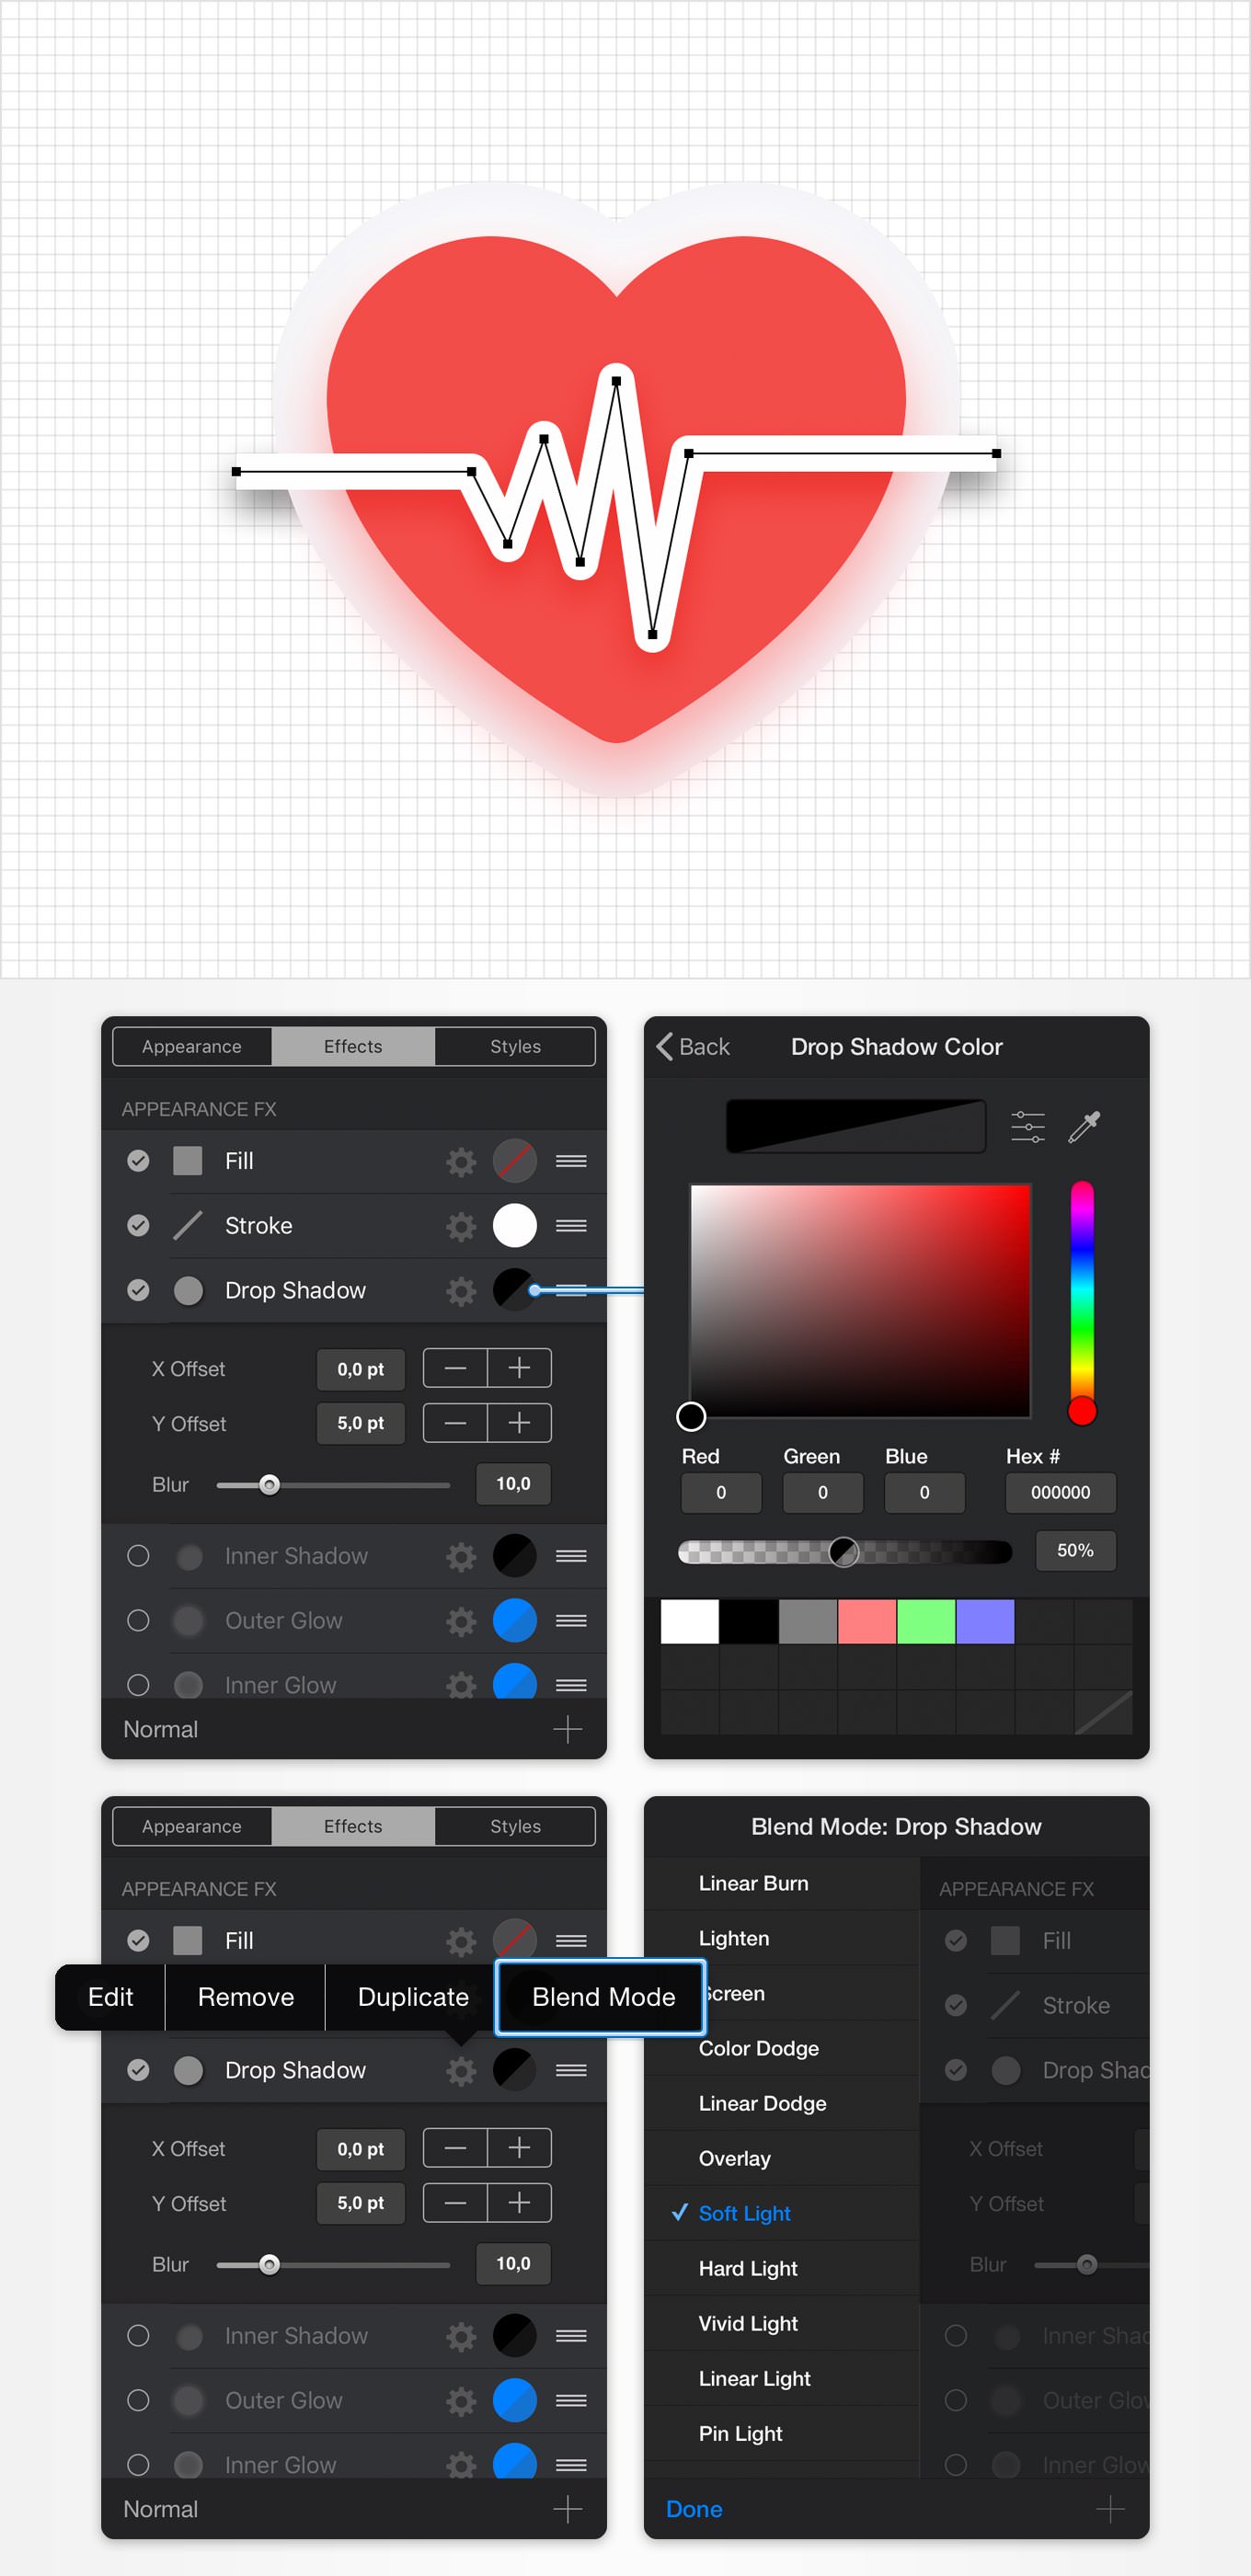 Appearance Effects Styles
APPEARANCE FX
Fill
Stroke
Drop Shadow
X Offset 0,0 pt
Y Offset 5,0 pt
Blur 10,0
Inner Shadow
Outer Glow
Inner Glow
Normal
Back Drop Shadow Color
Red Green Blue Hex #
0 0 0 000000
50%
Appearance Effects Styles
APPEARANCE FX
Fill
Edit Remove Duplicate Blend Mode
Drop Shadow
X Offset 0,0 pt
Y Offset 5,0 pt
Blur 10,0
Inner Shadow
Outer Glow
Inner Glow
Normal
Blend Mode: Drop Shadow
Linear Burn
Lighten
Screen
Color Dodge
Linear Dodge
Overlay
Soft Light
Hard Light
Vivid Light
Linear Light
Pin Light
Done
APPEARANCE FX
Fill
Stroke
Drop Shad
X Offset
Y Offset
Blur
Inner Shad
Outer Glov
Inner Glow